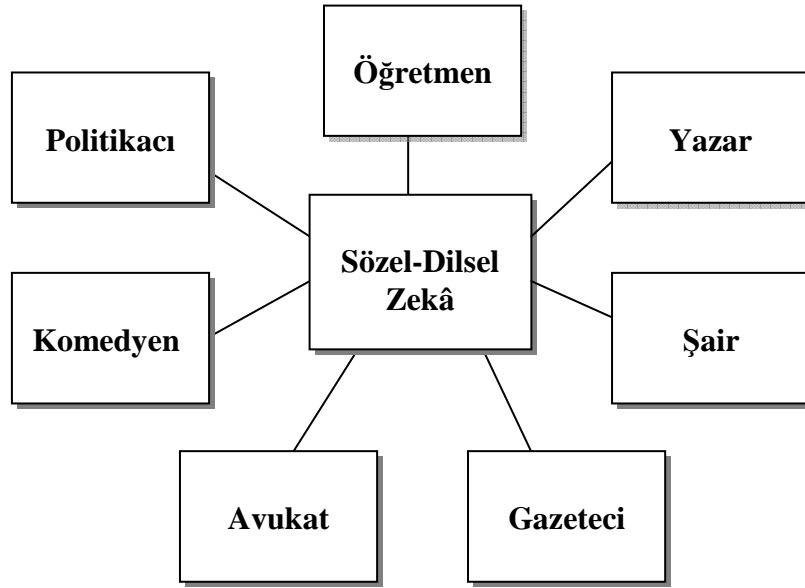 Öğretmen
Politikacı
Yazar
Sözel-Dilsel
Zekâ
Komedyen
Şair
Avukat
Gazeteci